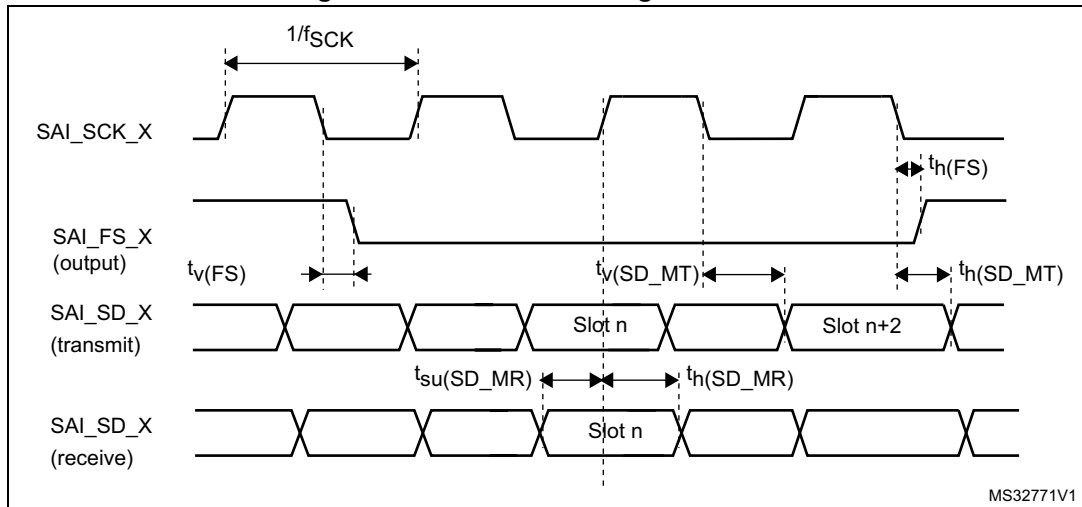 1/fSCK
SAI_SCK_X
th(FS)
SAI_FS_X
(output)
tv(FS)
tv(SD_MT)
th(SD_MT)
SAI_SD_X
(transmit)
Slot n
Slot n+2
tsu(SD_MR)
th(SD_MR)
SAI_SD_X
(receive)
Slot n
MS32771V1